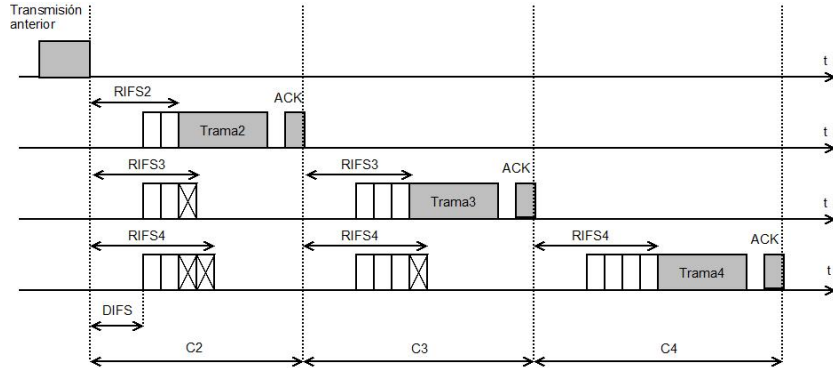 Transmisión
anterior
t
RIFS2
ACK
t
Trama2
RIFS3
RIFS3
ACK
t
Trama3
RIFS4
RIFS4
RIFS4
ACK
t
Trama4
DIFS
C2
C3
C4